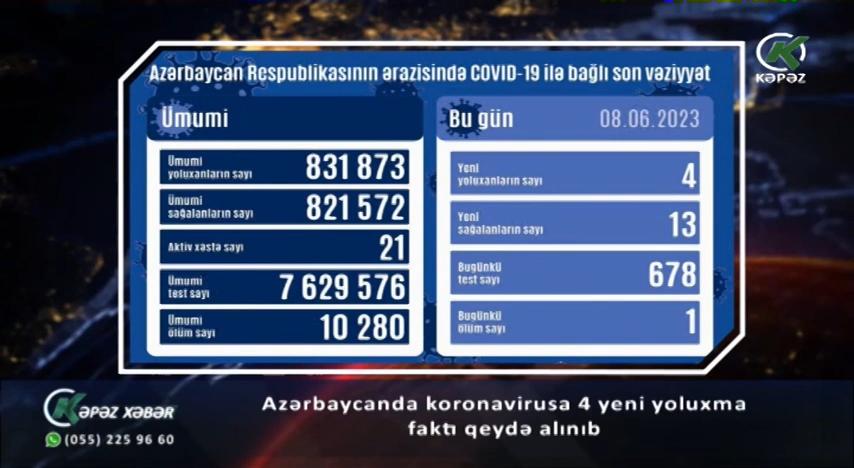 Azərbaycan Respublikasının ərazisində COVID-19 ilə bağlı son vəziyyət
KƏPƏZ
Ümumi
Ümumi
yoluxanların sayı
831 873
Ümumi
sağalanların sayı
821 572
Aktiv xəstə sayı
21
Ümumi
test sayı
7 629 576
Ümumi
ölüm sayı
10 280
Bu gün
08.06.2023
Yeni
yoluxanların sayı
4
Yeni
sağalanların sayı
13
Bugünkü
test sayı
678
Bugünkü
ölüm sayı
1
KƏPƏZ XƏBƏR
(055) 225 96 60
Azərbaycanda koronavirusa 4 yeni yoluxma
faktı qeydə alınıb